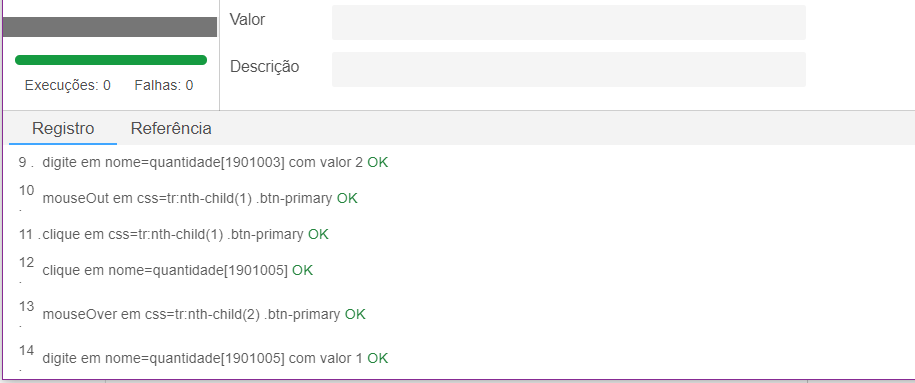 Valor
Descrição
Execuções: 0 Falhas: 0
Registro Referência
9 . digite em nome=quantidade[1901003] com valor 2 OK
10 . mouseOut em css=tr:nth-child(1) .btn-primary OK
11 . clique em css=tr:nth-child(1) .btn-primary OK
12 . clique em nome=quantidade[1901005] OK
13 . mouseOver em css=tr:nth-child(2) .btn-primary OK
14 . digite em nome=quantidade[1901005] com valor 1 OK